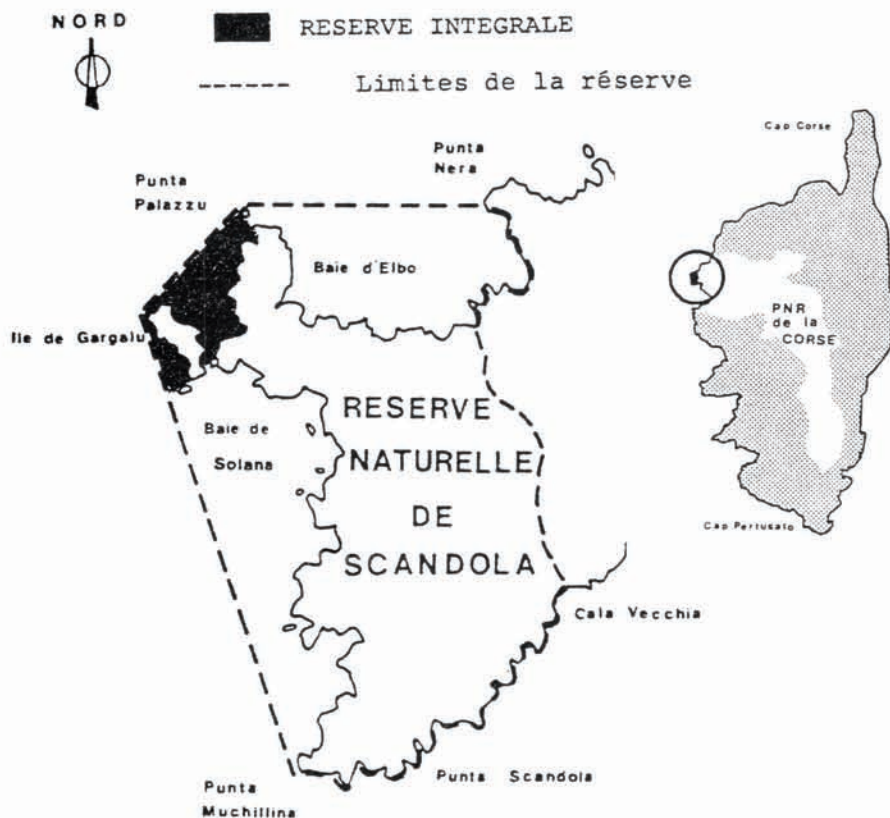 NORD
RESERVE INTEGRALE
Limites de la réserve
Cap Corse
Punta
Nera
Punta
Palazzu
Baie d'Elbo
Ile de Gargalu
PNR
de la
CORSE
RESERVE
NATURELLE
DE
SCANDOLA
Baie de
Solana
Cap Pertusato
Cala Vecchia
Punta Scandola
Punta
Muchillina